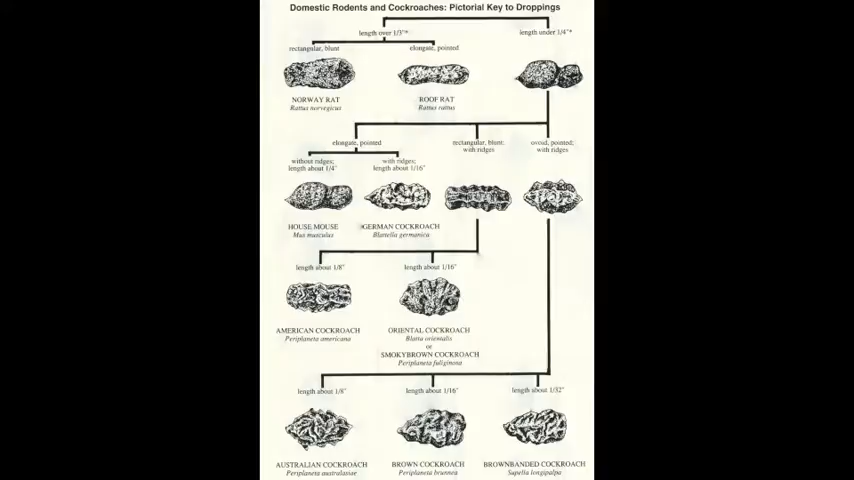 Domestic Rodents and Cockroaches: Pictorial Key to Droppings
length over 1/3"*
length under 1/4"*
rectangular, blunt
elongate, pointed
NORWAY RAT
Rattus norvegicus
ROOF RAT
Rattus rattus
elongate, pointed
rectangular, blunt;
with ridges
ovoid, pointed;
with ridges
without ridges;
length about 1/4"
with ridges;
length about 1/16"
HOUSE MOUSE
Mus musculus
GERMAN COCKROACH
Blattella germanica
length about 1/8"
length about 1/16"
AMERICAN COCKROACH
Periplaneta americana
ORIENTAL COCKROACH
Blatta orientalis
or
SMOKYBROWN COCKROACH
Periplaneta fuliginosa
length about 1/8"
length about 1/16"
length about 1/32"
AUSTRALIAN COCKROACH
Periplaneta australasiae
BROWN COCKROACH
Periplaneta brunnea
BROWNBANDED COCKROACH
Supella longipalpa